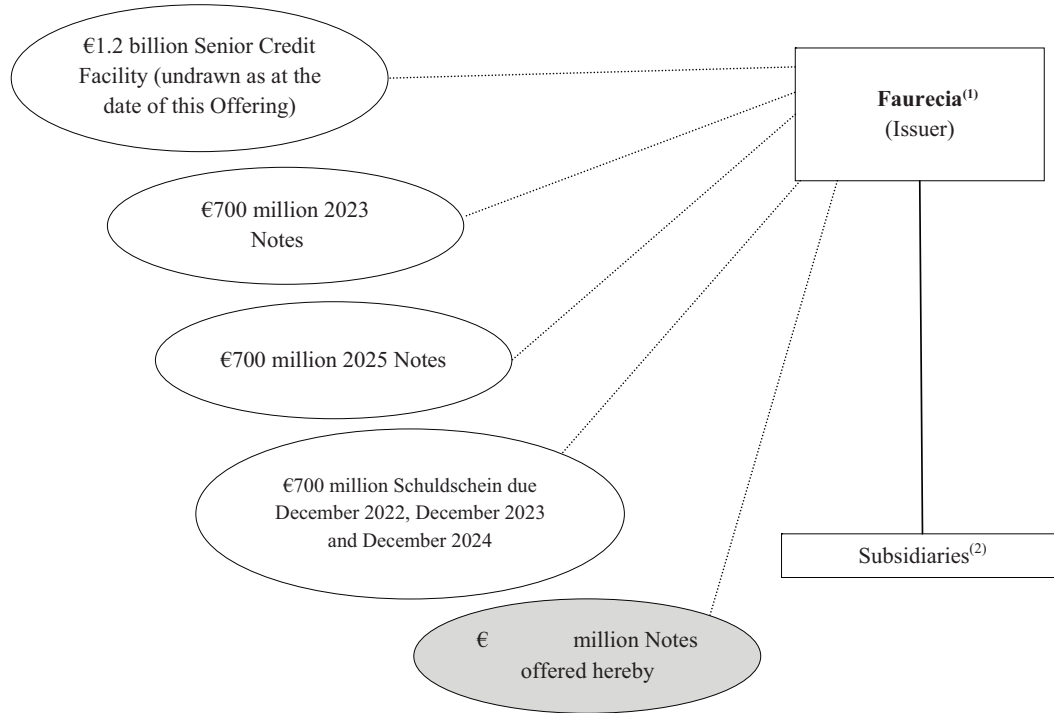 €1.2 billion Senior Credit
Facility (undrawn as at the
date of this Offering)
Faurecia(1)
(Issuer)
€700 million 2023
Notes
€700 million 2025 Notes
€700 million Schuldschein due
December 2022, December 2023
and December 2024
Subsidiaries(2)
€ million Notes
offered hereby